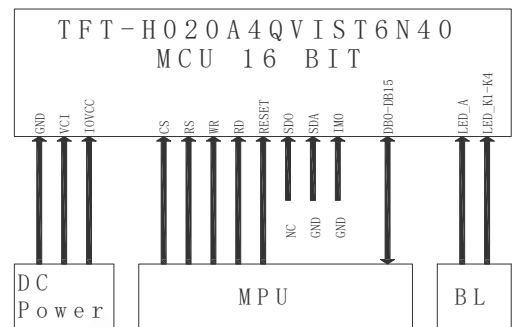 TFT-H020A4QVIST6N40
MCU 16 BIT
GND
VCI
IOVCC
CS
RS
WR
RD
RESET
SDO
SDA
IMO
DB0-DB15
LED_A
LED_K1-K4
NC
GND
GND
DC
Power
MPU
BL